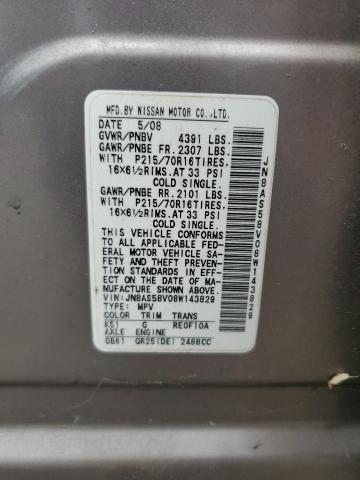 MFD.BY NISSAN MOTOR CO.,LTD.
DATE 5/08
GVWR/PNBV 4391 LBS.
GAWR/PNBE FR. 2307 LBS.
WITH P215/70R16TIRES,
16X6½RIMS.AT 33 PSI
COLD SINGLE.
GAWR/PNBE RR. 2101 LBS.
WITH P215/70R16TIRES,
16X6½RIMS.AT 33 PSI
COLD SINGLE.
THIS VEHICLE CONFORMS
TO ALL APPLICABLE FED-
ERAL MOTOR VEHICLE SA-
FETY AND THEFT PREVEN-
TION STANDARDS IN EFF-
ECT ON THE DATE OF MA-
NUFACTURE SHOWN ABOVE.
VIN:JN8AS58V08W143829
TYPE: MPV
COLOR TRIM TRANS
K51 G RE0F10A
AXLE ENGINE
GB61 QR25(DE) 2488CC
JN8AS58V08W143829